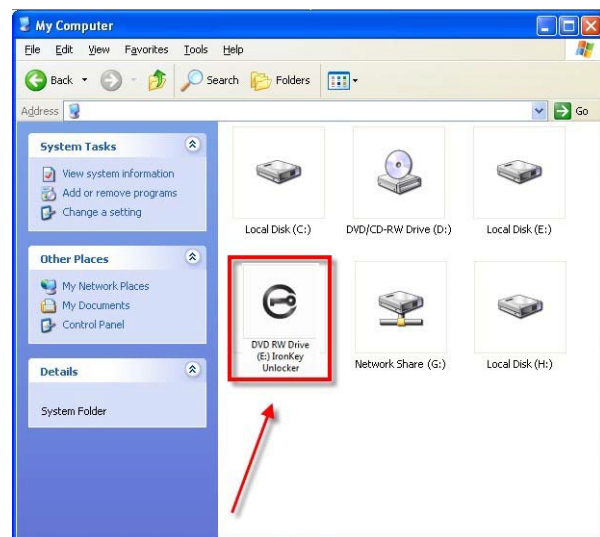 My Computer
File Edit View Favorites Tools Help
Back Search Folders
Address Go
System Tasks
View system information
Add or remove programs
Change a setting
Other Places
My Network Places
My Documents
Control Panel
Details
System Folder
Local Disk (C:) DVD/CD-RW Drive (D:) Local Disk (E:)
DVD RW Drive
(E:) IronKey
Unlocker
Network Share (G:) Local Disk (H:)